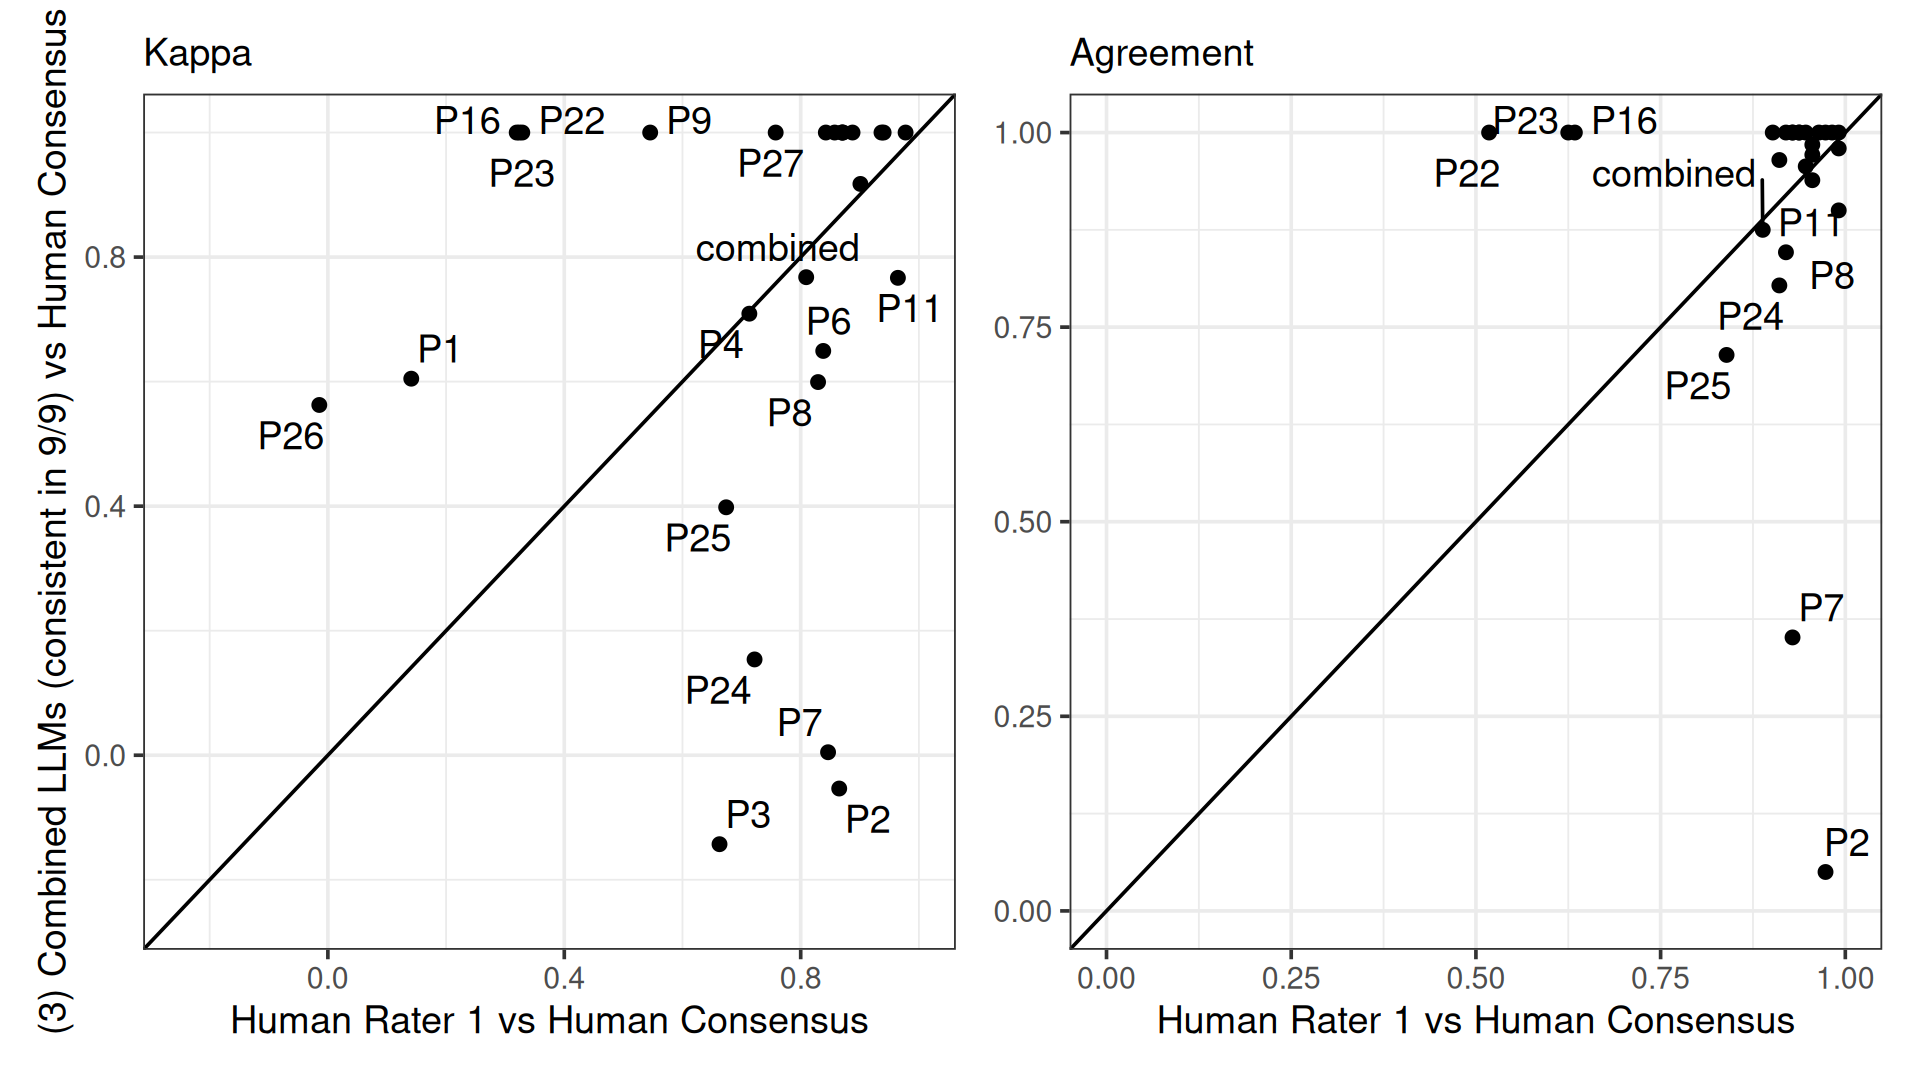 (3) Combined LLMs (consistent in 9/9) vs Human Consensus
Kappa
P16
P22
P9
P23
P27
combined
P11
P6
P4
P1
P8
P26
P25
P24
P7
P2
P3
0.8
0.4
0.0
0.0
0.4
0.8
Human Rater 1 vs Human Consensus
Agreement
P23
P16
P22
combined
P11
P8
P24
P25
P7
P2
1.00
0.75
0.50
0.25
0.00
0.00
0.25
0.50
0.75
1.00
Human Rater 1 vs Human Consensus